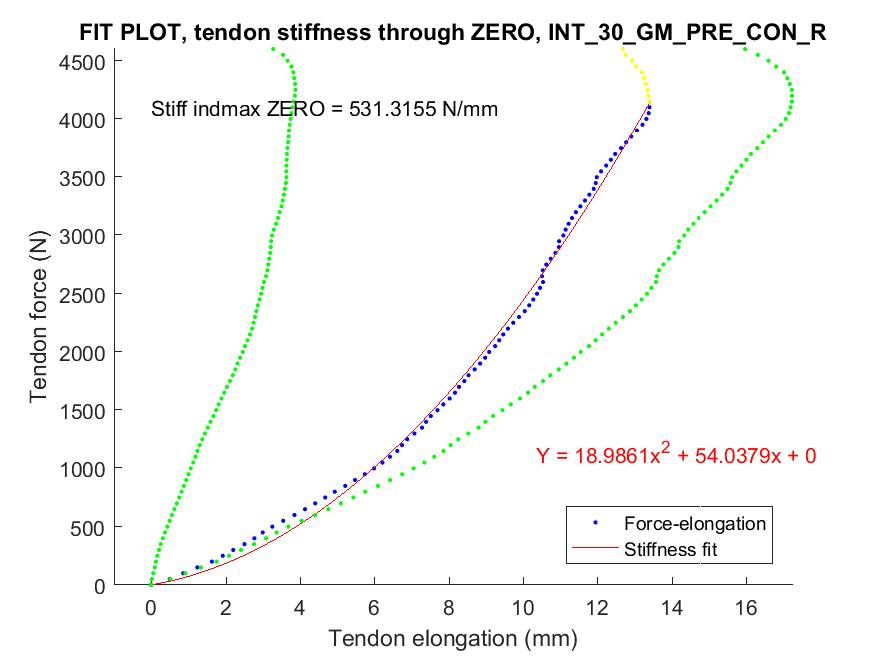 FIT PLOT, tendon stiffness through ZERO, INT_30_GM_PRE_CON_R
4500
Stiff indmax ZERO = 531.3155 N/mm
4000
3500
3000
2500
2000
1500
1000
500
0
Tendon force (N)
Y = 18.9861x² + 54.0379x + 0
Force-elongation
Stiffness fit
0 2 4 6 8 10 12 14 16
Tendon elongation (mm)